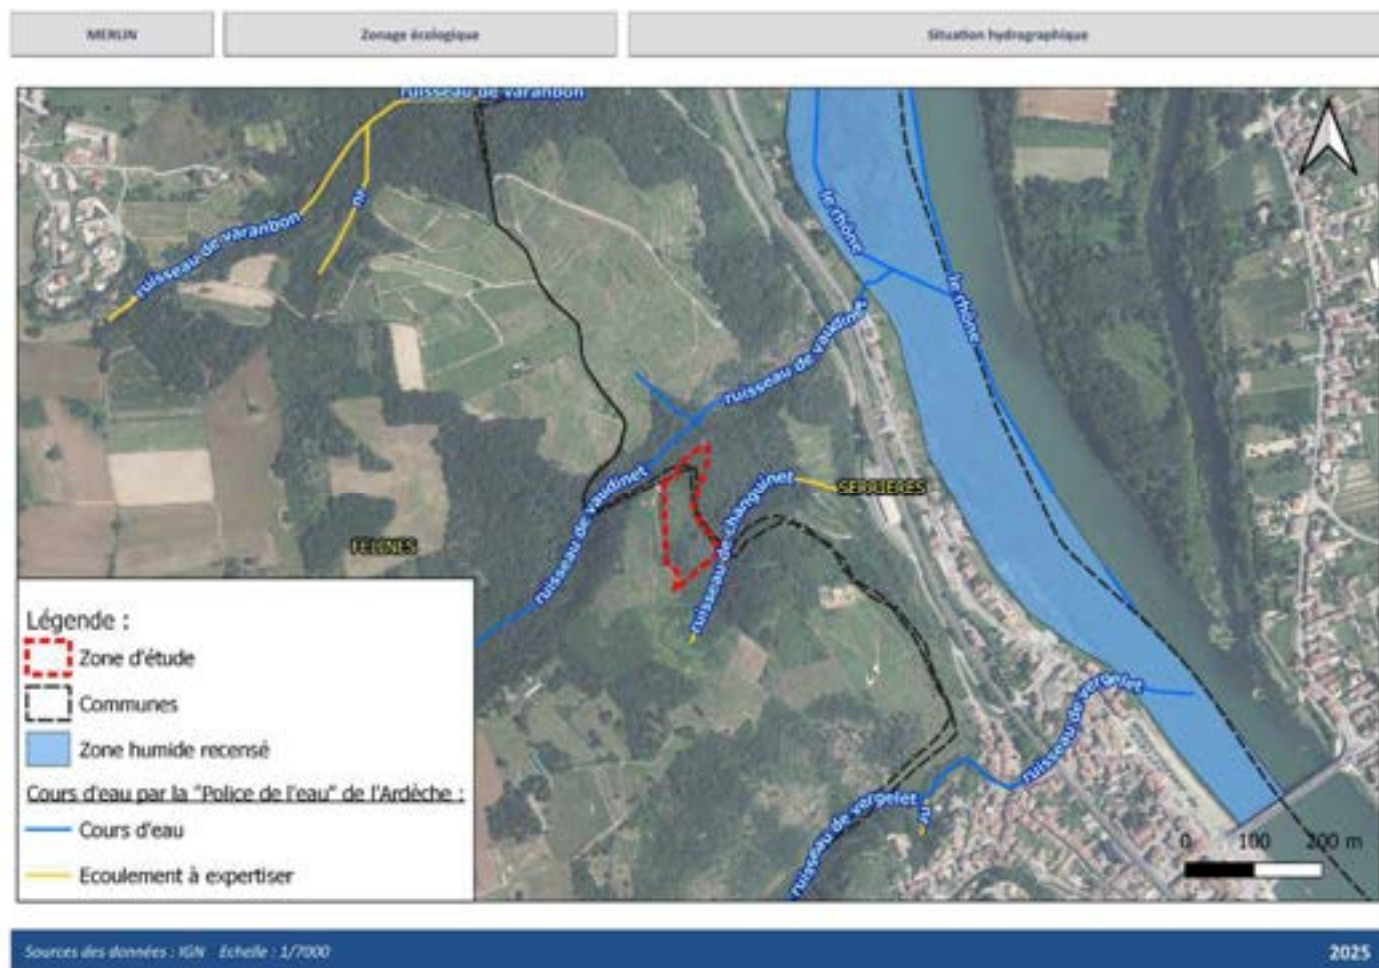 MERLIN
Zonage écologique
Situation hydrographique
ruisseau de varanbon
nr
ruisseau de varanbon
le rhône
le rhône
ruisseau de vaudinet
ruisseau de vaudinet
ruisseau de changuinet
SERRIERES
FELINES
ruisseau de vergelet
ruisseau de vergelet
nr
Légende :
Zone d'étude
Communes
Zone humide recensé
Cours d'eau par la "Police de l'eau" de l'Ardèche :
Cours d'eau
Ecoulement à expertiser
0 100 200 m
Sources des données : IGN Echelle : 1/7000
2025